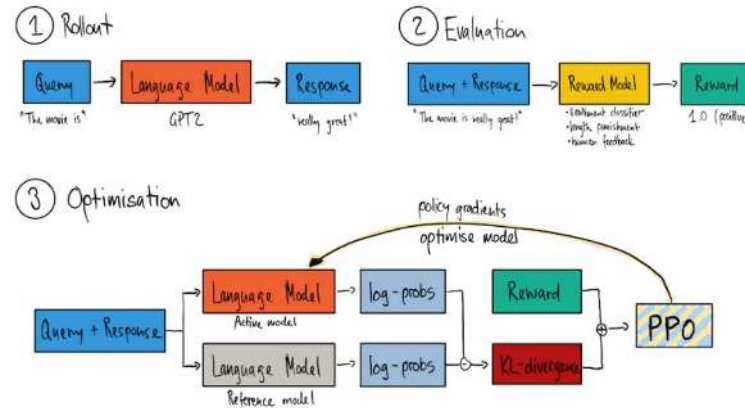 1 Rollout
Query
Language Model
Response
"The movie is"
GPT2
"really great!"
2 Evaluation
Query + Response
Reward Model
Reward
"The movie is really great!"
• sentiment classifier
• length punishment
• human feedback
1.0 (positive
3 Optimisation
policy gradients
optimise model
Query + Response
Language Model
log-probs
Reward
Active model
+
PPO
Language Model
log-probs
-
KL-divergence
Reference model